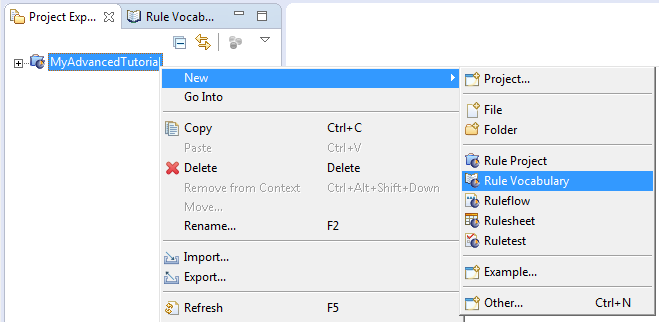 Project Exp... Rule Vocab...
MyAdvancedTutorial
New
Go Into
Copy Ctrl+C
Paste Ctrl+V
Delete Delete
Remove from Context Ctrl+Alt+Shift+Down
Move...
Rename... F2
Import...
Export...
Refresh F5
Project...
File
Folder
Rule Project
Rule Vocabulary
Ruleflow
Rulesheet
Ruletest
Example...
Other... Ctrl+N